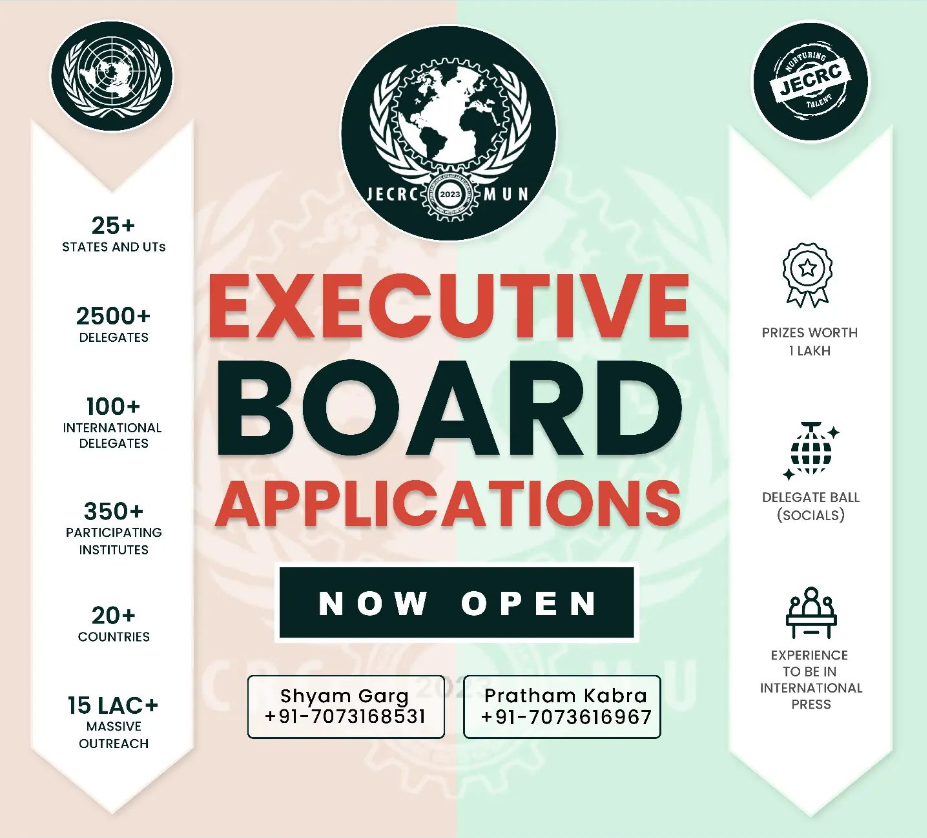 NURTURING
JECRC
TALENT
JECRC 2023 MUN
25+
STATES AND UTs
2500+
DELEGATES
100+
INTERNATIONAL
DELEGATES
350+
PARTICIPATING
INSTITUTES
20+
COUNTRIES
15 LAC+
MASSIVE
OUTREACH
EXECUTIVE
BOARD
APPLICATIONS
NOW OPEN
Shyam Garg
+91-7073168531
Pratham Kabra
+91-7073616967
PRIZES WORTH
1 LAKH
DELEGATE BALL
(SOCIALS)
EXPERIENCE
TO BE IN
INTERNATIONAL
PRESS